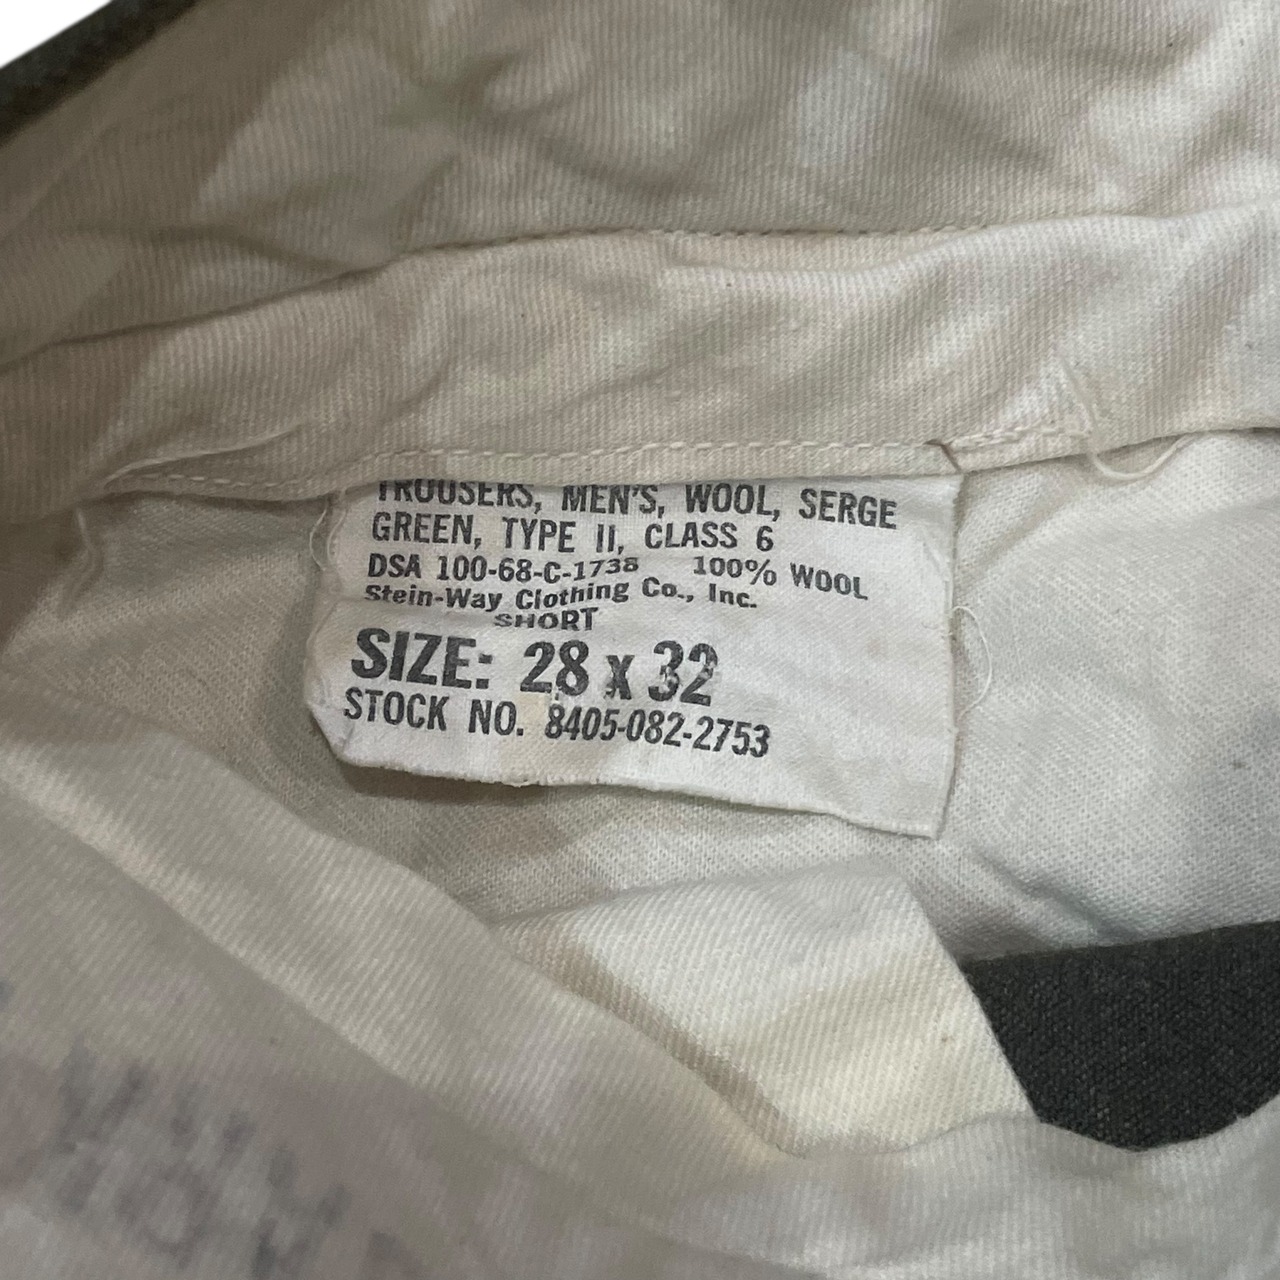 TROUSERS, MEN'S, WOOL, SERGE
GREEN, TYPE II, CLASS 6
DSA 100-68-C-1738 100% WOOL
Stein-Way Clothing Co., Inc.
SHORT
SIZE: 28 x 32
STOCK NO. 8405-082-2753